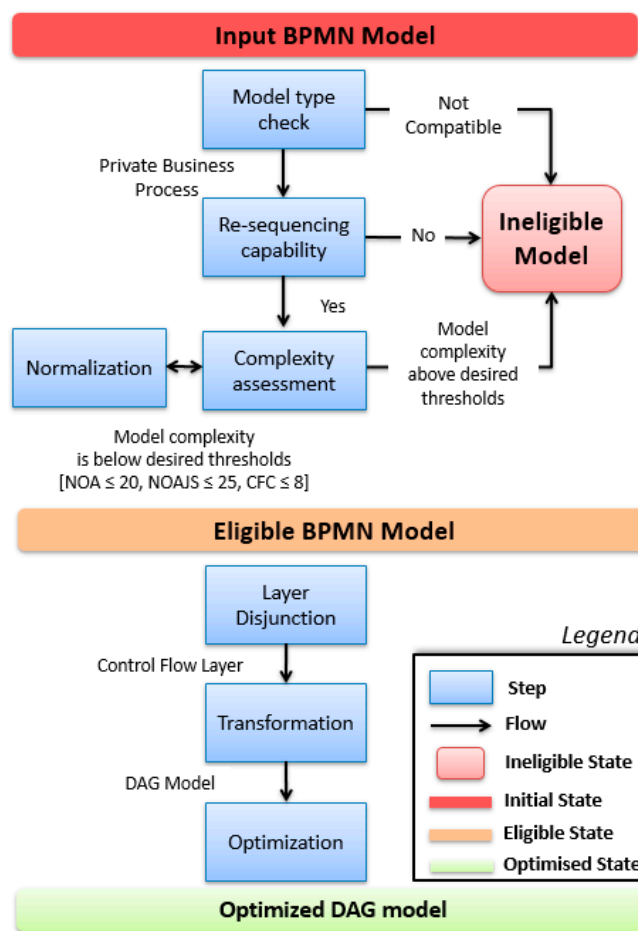 Input BPMN Model
Model type
check
Not
Compatible
Private Business
Process
Re-sequencing
capability
No
Ineligible
Model
Yes
Normalization
Complexity
assessment
Model
complexity
above desired
thresholds
Model complexity
is below desired thresholds
[NOA ≤ 20, NOAJS ≤ 25, CFC ≤ 8]
Eligible BPMN Model
Layer
Disjunction
Control Flow Layer
Transformation
DAG Model
Optimization
Legend
Step
Flow
Ineligible State
Initial State
Eligible State
Optimised State
Optimized DAG model